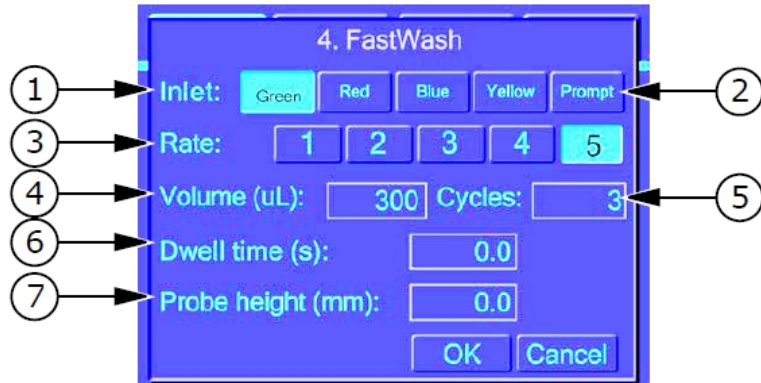 4. FastWash
1 Inlet: Green Red Blue Yellow Prompt 2
3 Rate: 1 2 3 4 5
4 Volume (uL): 300 Cycles: 3 5
6 Dwell time (s): 0.0
7 Probe height (mm): 0.0
OK Cancel